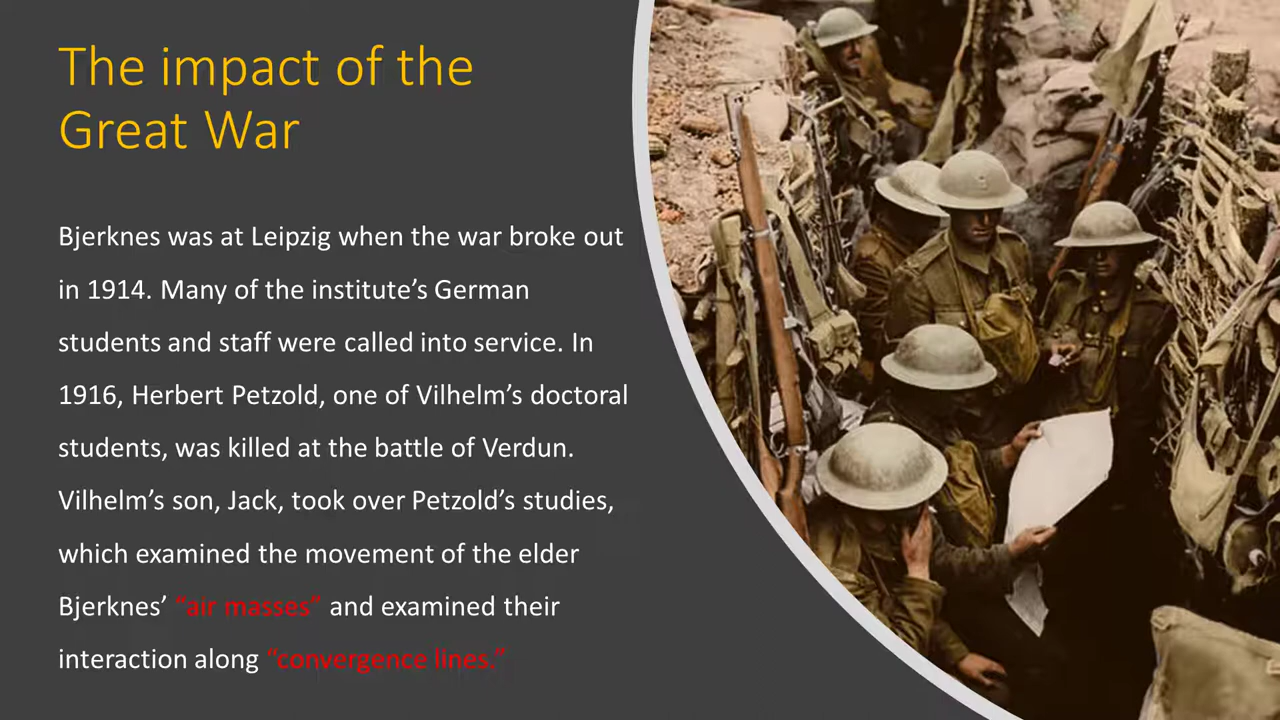 The impact of the
Great War
Bjerknes was at Leipzig when the war broke out
in 1914. Many of the institute’s German
students and staff were called into service. In
1916, Herbert Petzold, one of Vilhelm’s doctoral
students, was killed at the battle of Verdun.
Vilhelm’s son, Jack, took over Petzold’s studies,
which examined the movement of the elder
Bjerknes’ “air masses” and examined their
interaction along “convergence lines.”